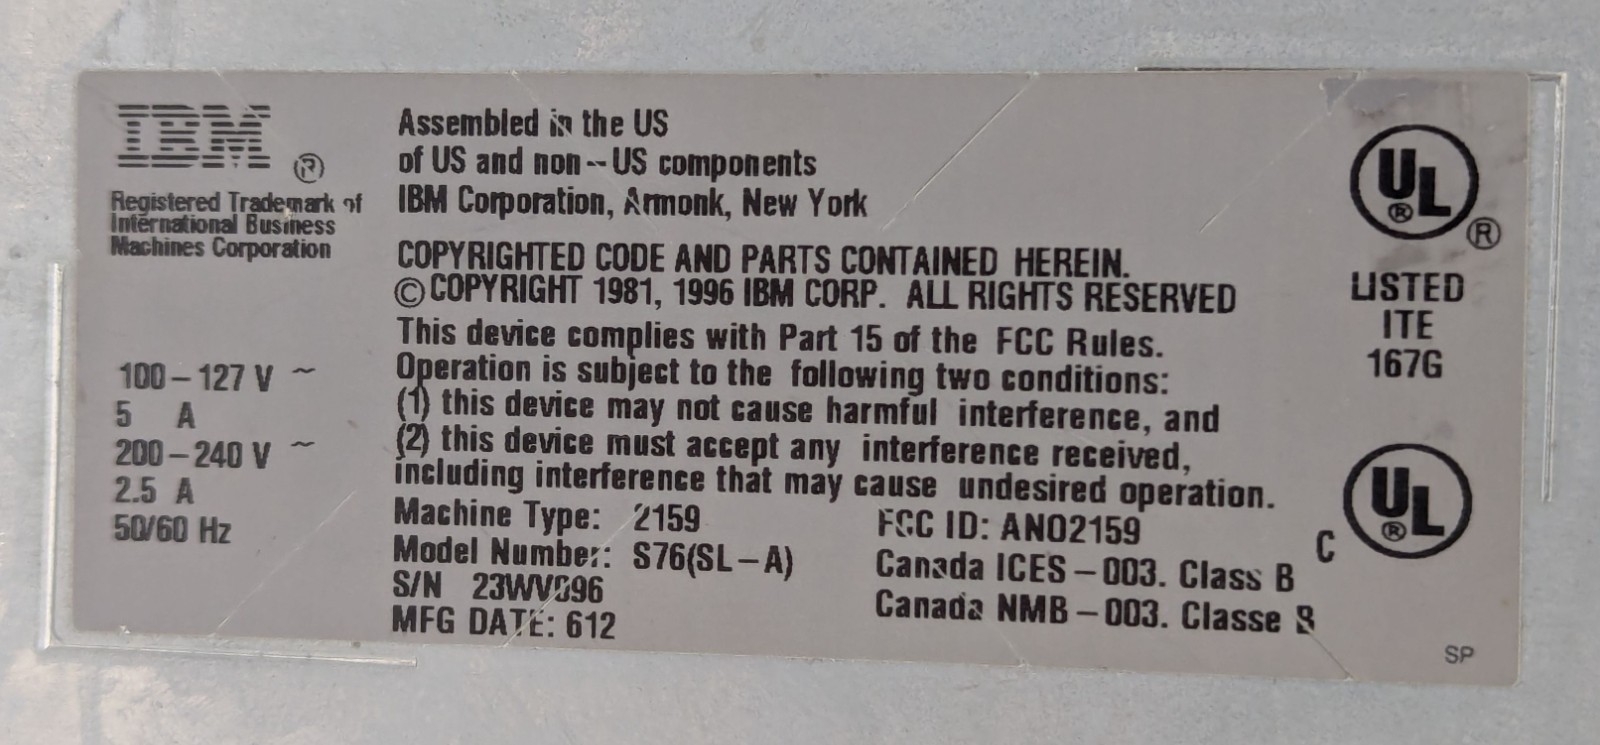 IBM ®
Registered Trademark of
International Business
Machines Corporation
100-127 V ~
5 A
200-240 V ~
2.5 A
50/60 Hz
Assembled in the US
of US and non-US components
IBM Corporation, Armonk, New York
COPYRIGHTED CODE AND PARTS CONTAINED HEREIN.
© COPYRIGHT 1981, 1996 IBM CORP. ALL RIGHTS RESERVED
This device complies with Part 15 of the FCC Rules.
Operation is subject to the following two conditions:
(1) this device may not cause harmful interference, and
(2) this device must accept any interference received,
including interference that may cause undesired operation.
Machine Type: 2159
Model Number: S76(SL-A)
S/N
MFG DATE: 612
FCC ID: ANO2159
Canada ICES-003. Class B
Canada NMB-003. Classe B
UL ® ®
LISTED
ITE
167G
C UL ®
SP